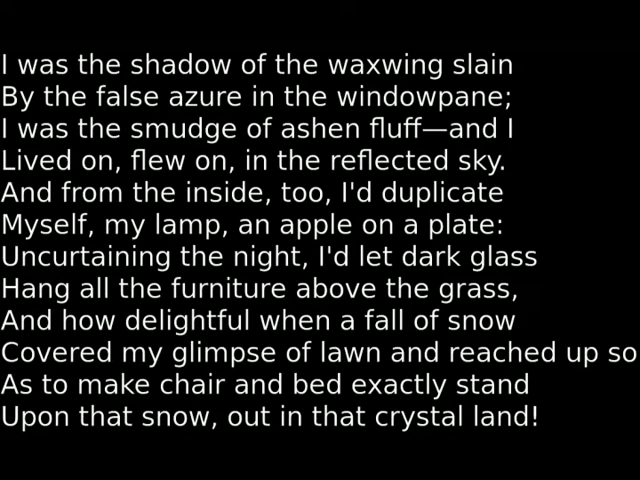 I was the shadow of the waxwing slain
By the false azure in the windowpane;
I was the smudge of ashen fluff—and I
Lived on, flew on, in the reflected sky.
And from the inside, too, I'd duplicate
Myself, my lamp, an apple on a plate:
Uncurtaining the night, I'd let dark glass
Hang all the furniture above the grass,
And how delightful when a fall of snow
Covered my glimpse of lawn and reached up so
As to make chair and bed exactly stand
Upon that snow, out in that crystal land!